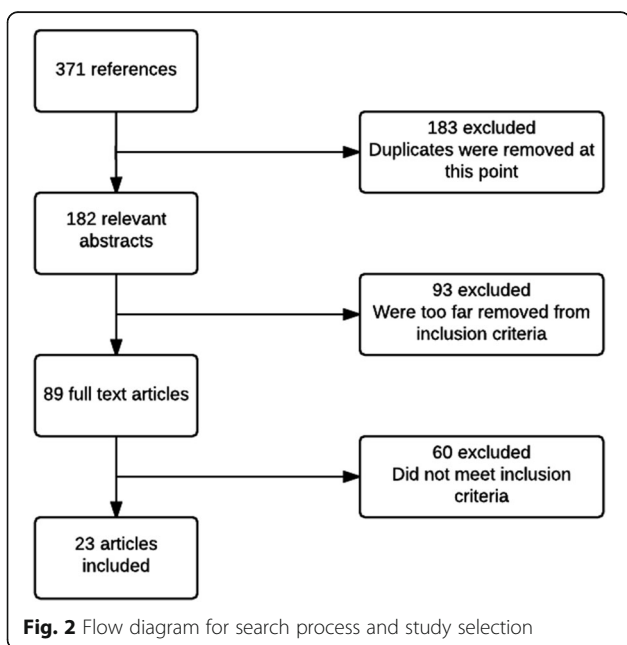 371 references
183 excluded
Duplicates were removed at
this point
182 relevant
abstracts
93 excluded
Were too far removed from
inclusion criteria
89 full text articles
60 excluded
Did not meet inclusion
criteria
23 articles
included
Fig. 2 Flow diagram for search process and study selection